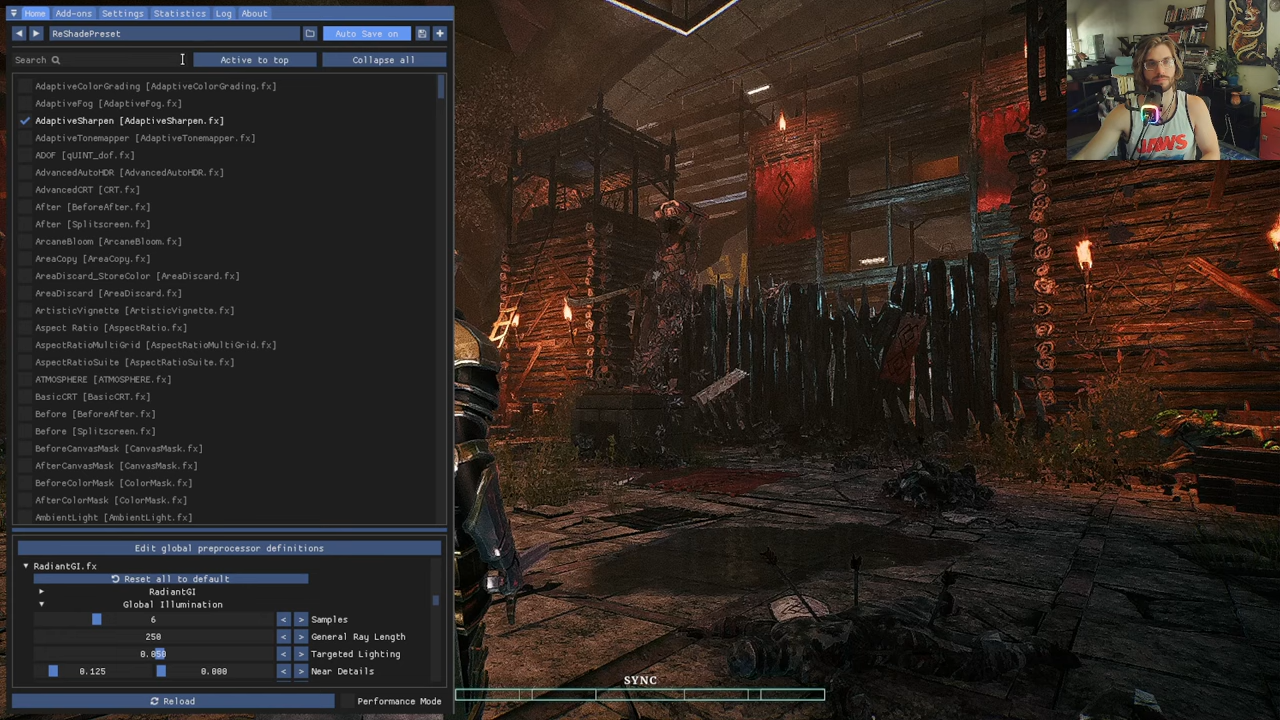 Home Add-ons Settings Statistics Log About
ReShadePreset Auto Save on
Search Active to top Collapse all
AdaptiveColorGrading [AdaptiveColorGrading.fx]
AdaptiveFog [AdaptiveFog.fx]
AdaptiveSharpen [AdaptiveSharpen.fx]
AdaptiveTonemapper [AdaptiveTonemapper.fx]
ADOF [qUINT_dof.fx]
AdvancedAutoHDR [AdvancedAutoHDR.fx]
AdvancedCRT [CRT.fx]
After [BeforeAfter.fx]
After [Splitscreen.fx]
ArcaneBloom [ArcaneBloom.fx]
AreaCopy [AreaCopy.fx]
AreaDiscard_StoreColor [AreaDiscard.fx]
AreaDiscard [AreaDiscard.fx]
ArtisticVignette [ArtisticVignette.fx]
Aspect Ratio [AspectRatio.fx]
AspectRatioMultiGrid [AspectRatioMultiGrid.fx]
AspectRatioSuite [AspectRatioSuite.fx]
ATMOSPHERE [ATMOSPHERE.fx]
BasicCRT [BasicCRT.fx]
Before [BeforeAfter.fx]
Before [Splitscreen.fx]
BeforeCanvasMask [CanvasMask.fx]
AfterCanvasMask [CanvasMask.fx]
BeforeColorMask [ColorMask.fx]
AfterColorMask [ColorMask.fx]
AmbientLight [AmbientLight.fx]
Edit global preprocessor definitions
RadiantGI.fx
Reset all to default
RadiantGI
Global Illumination
6 < > Samples
250 < > General Ray Length
0.050 < > Targeted Lighting
0.125 0.080 < > Near Details
Reload Performance Mode
SYNC
JAWS